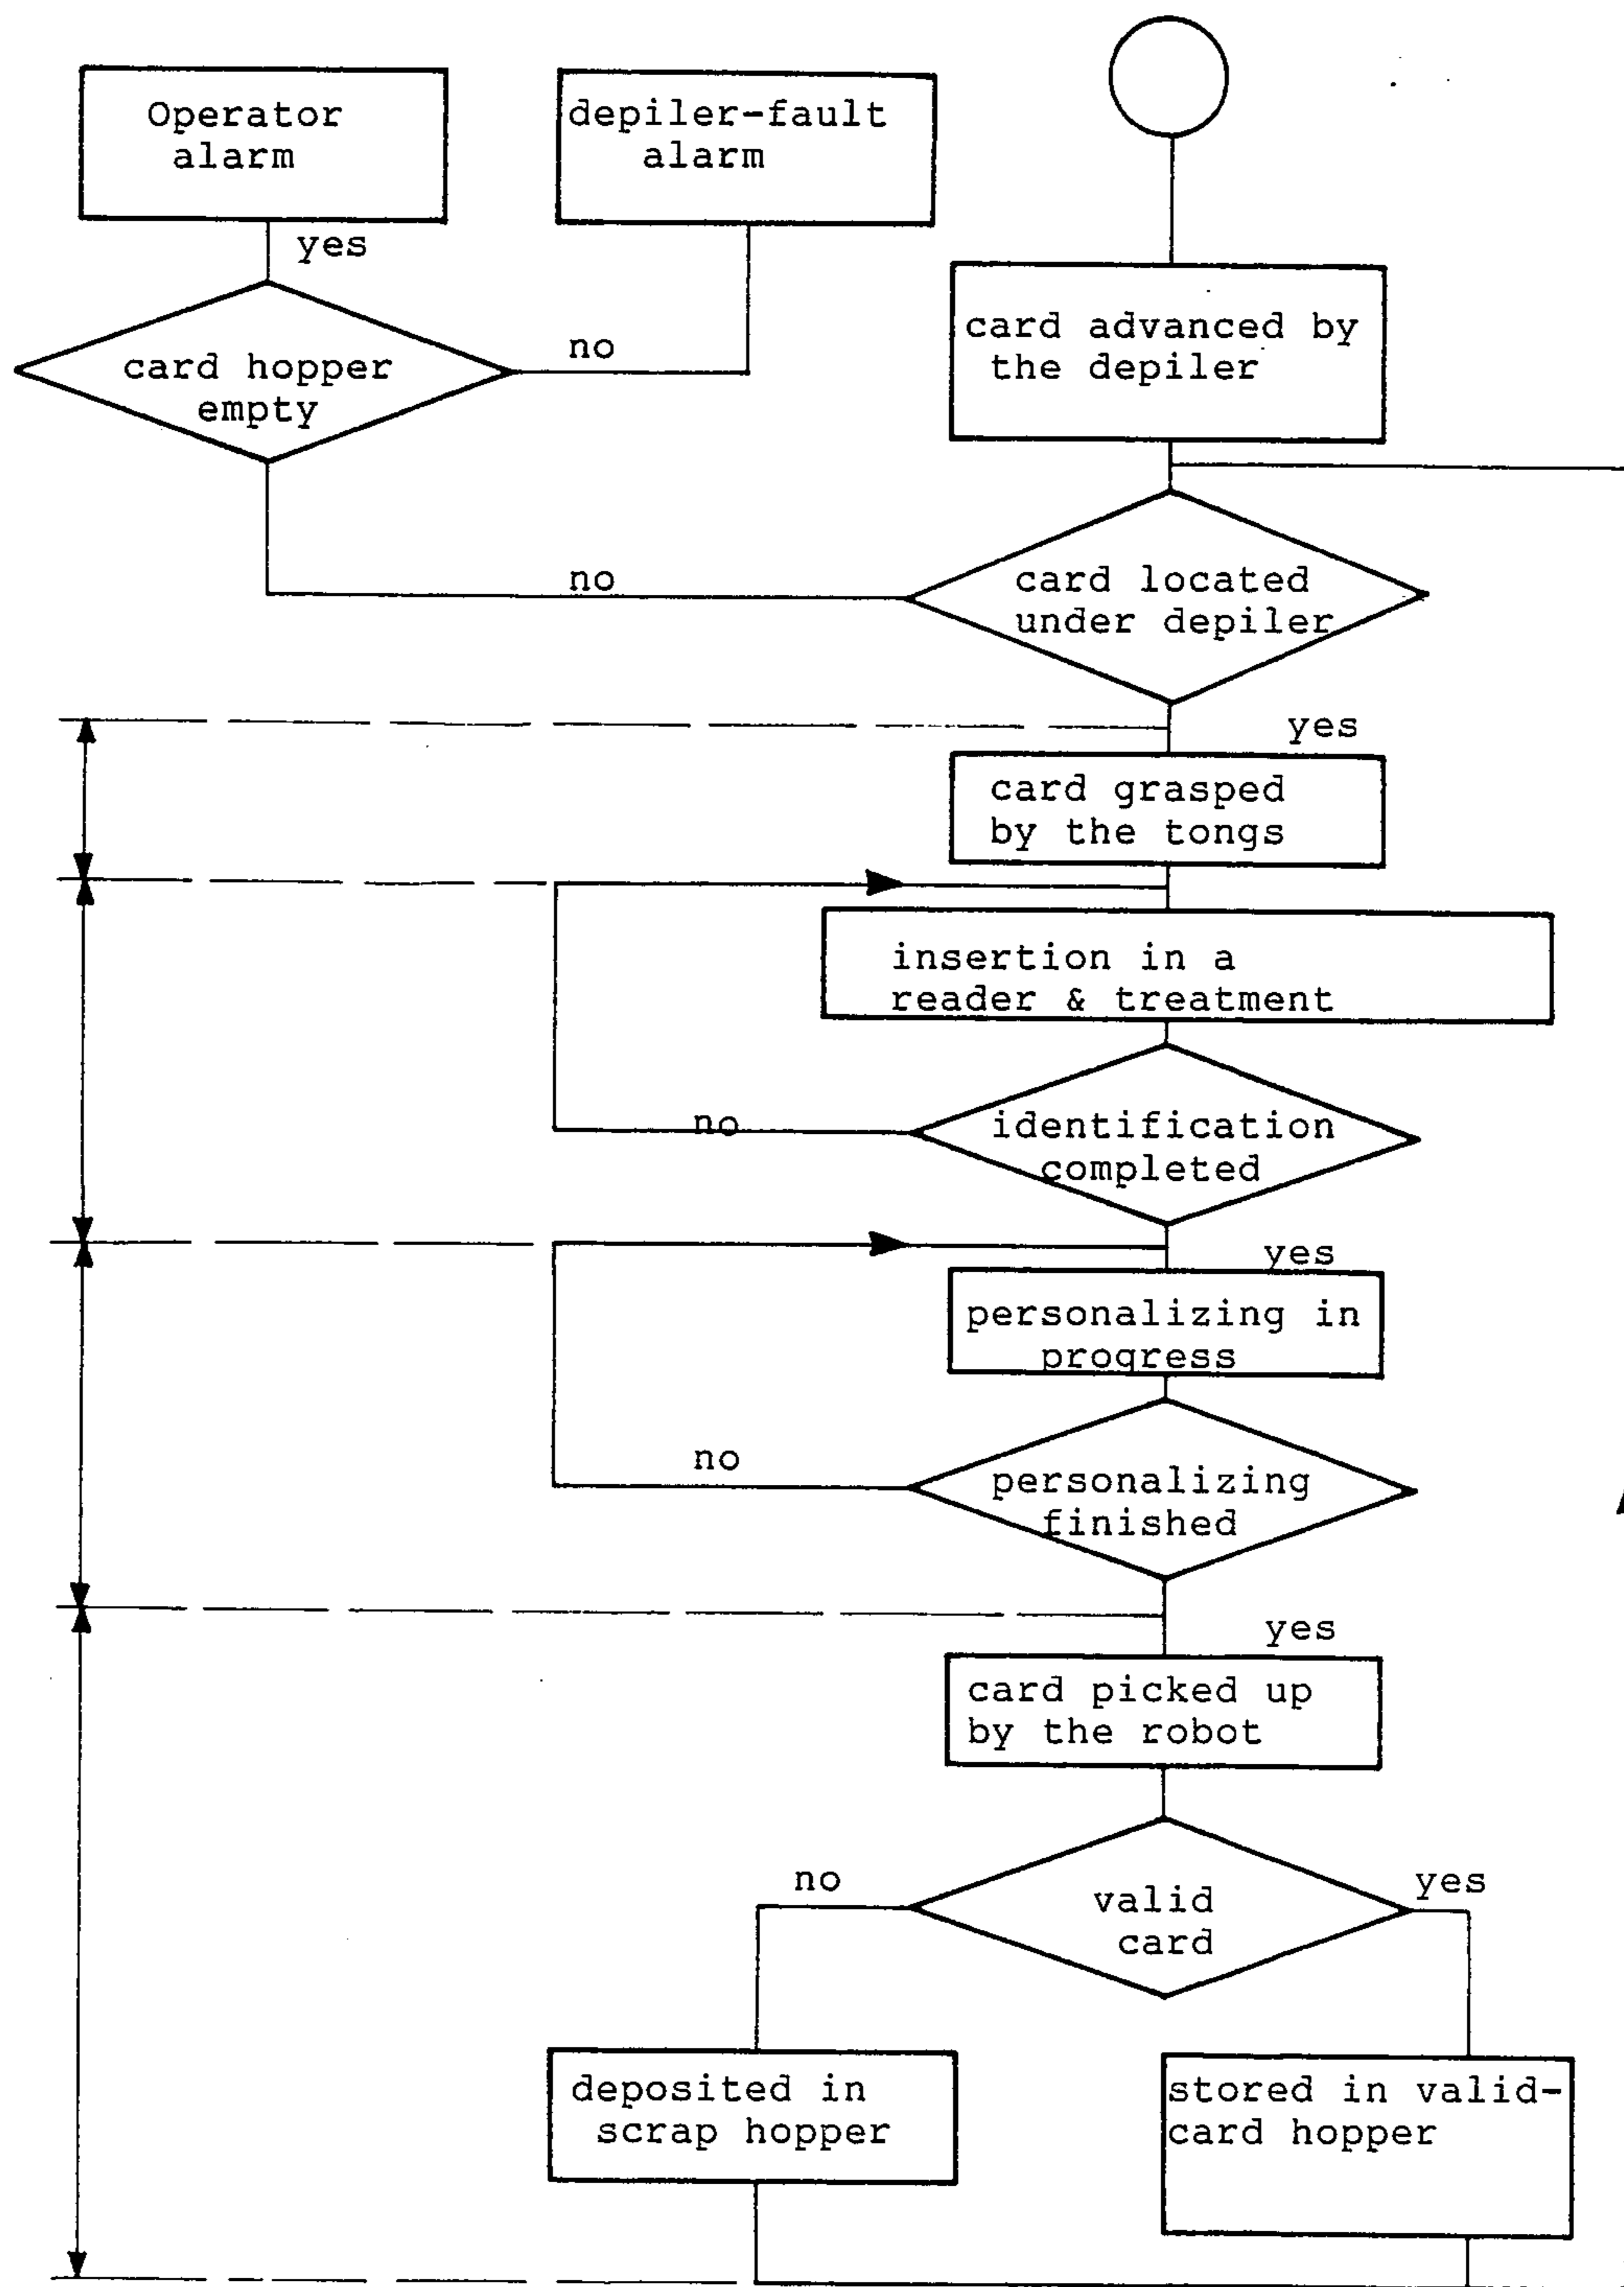 Operator
alarm
depiler-fault
alarm
yes
card hopper
empty
no
card advanced by
the depiler
no
card located
under depiler
yes
card grasped
by the tongs
insertion in a
reader & treatment
no
identification
completed
yes
personalizing in
progress
no
personalizing
finished
yes
card picked up
by the robot
no
valid
card
yes
deposited in
scrap hopper
stored in valid-
card hopper